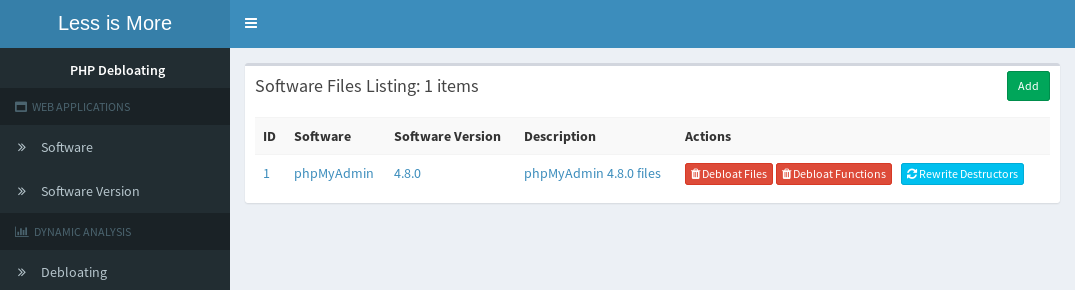 Less is More
PHP Debloating
WEB APPLICATIONS
Software
Software Version
DYNAMIC ANALYSIS
Debloating
Software Files Listing: 1 items
Add
ID Software Software Version Description Actions
1 phpMyAdmin 4.8.0 phpMyAdmin 4.8.0 files Debloat Files Debloat Functions Rewrite Destructors